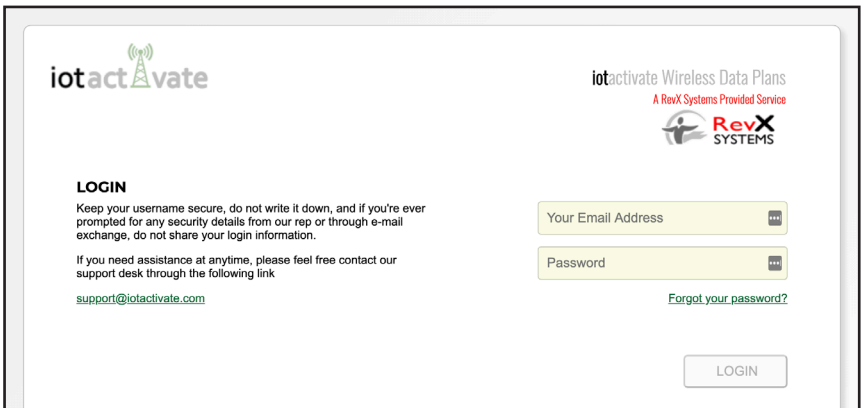 iotactivate
iotactivate Wireless Data Plans
A RevX Systems Provided Service
RevX
SYSTEMS
LOGIN
Keep your username secure, do not write it down, and if you're ever
prompted for any security details from our rep or through e-mail
exchange, do not share your login information.
If you need assistance at anytime, please feel free contact our
support desk through the following link
support@iotactivate.com
Your Email Address
Password
Forgot your password?
LOGIN